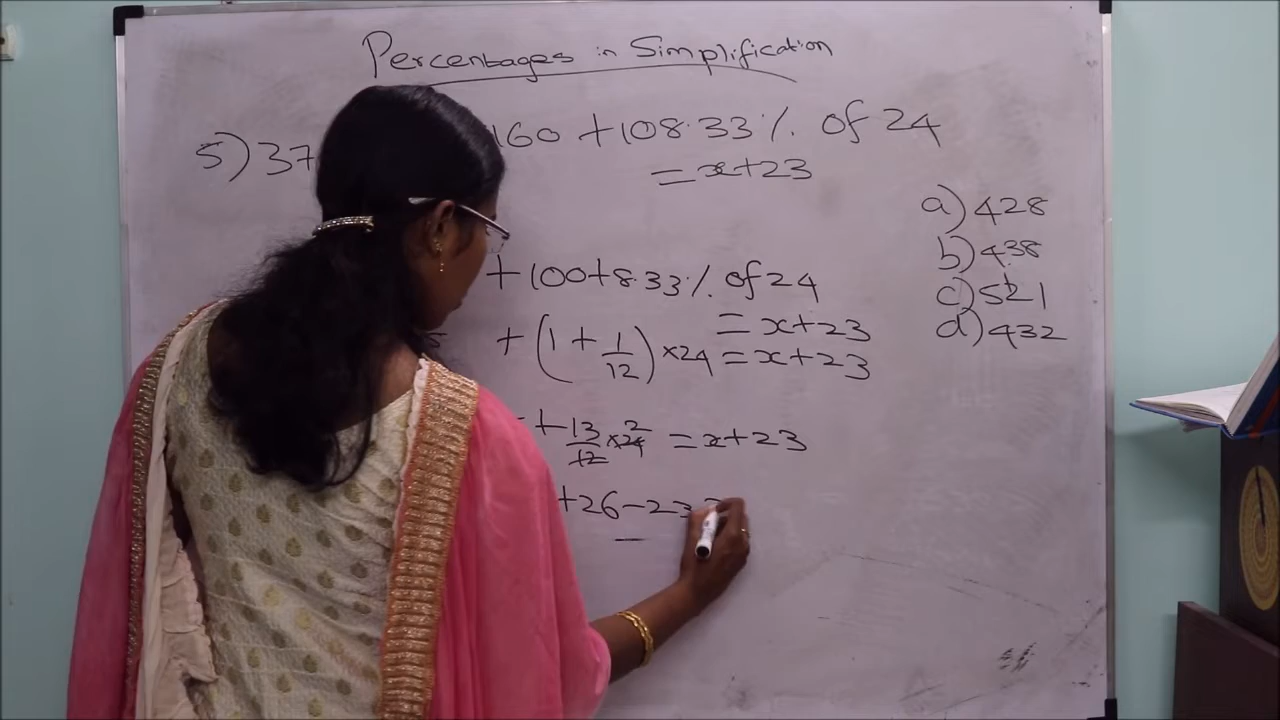 Percentages in Simplification
5) 37 160 + 108.33% of 24
= x+23
a) 428
b) 438
c) 521
d) 432
+ 100+8.33% of 24
= x+23
+ (1 + 1/12) ×24 = x+23
+ 13/12 × 24 2 = x+23
+26-23